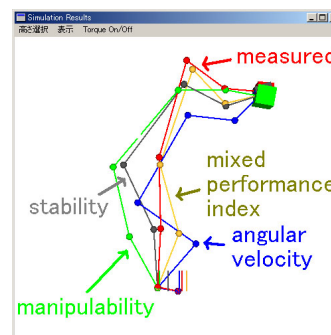 Simulation Results
高さ選択 表示 Torque On/Off
measured
mixed
performance
index
stability
angular
velocity
manipulability